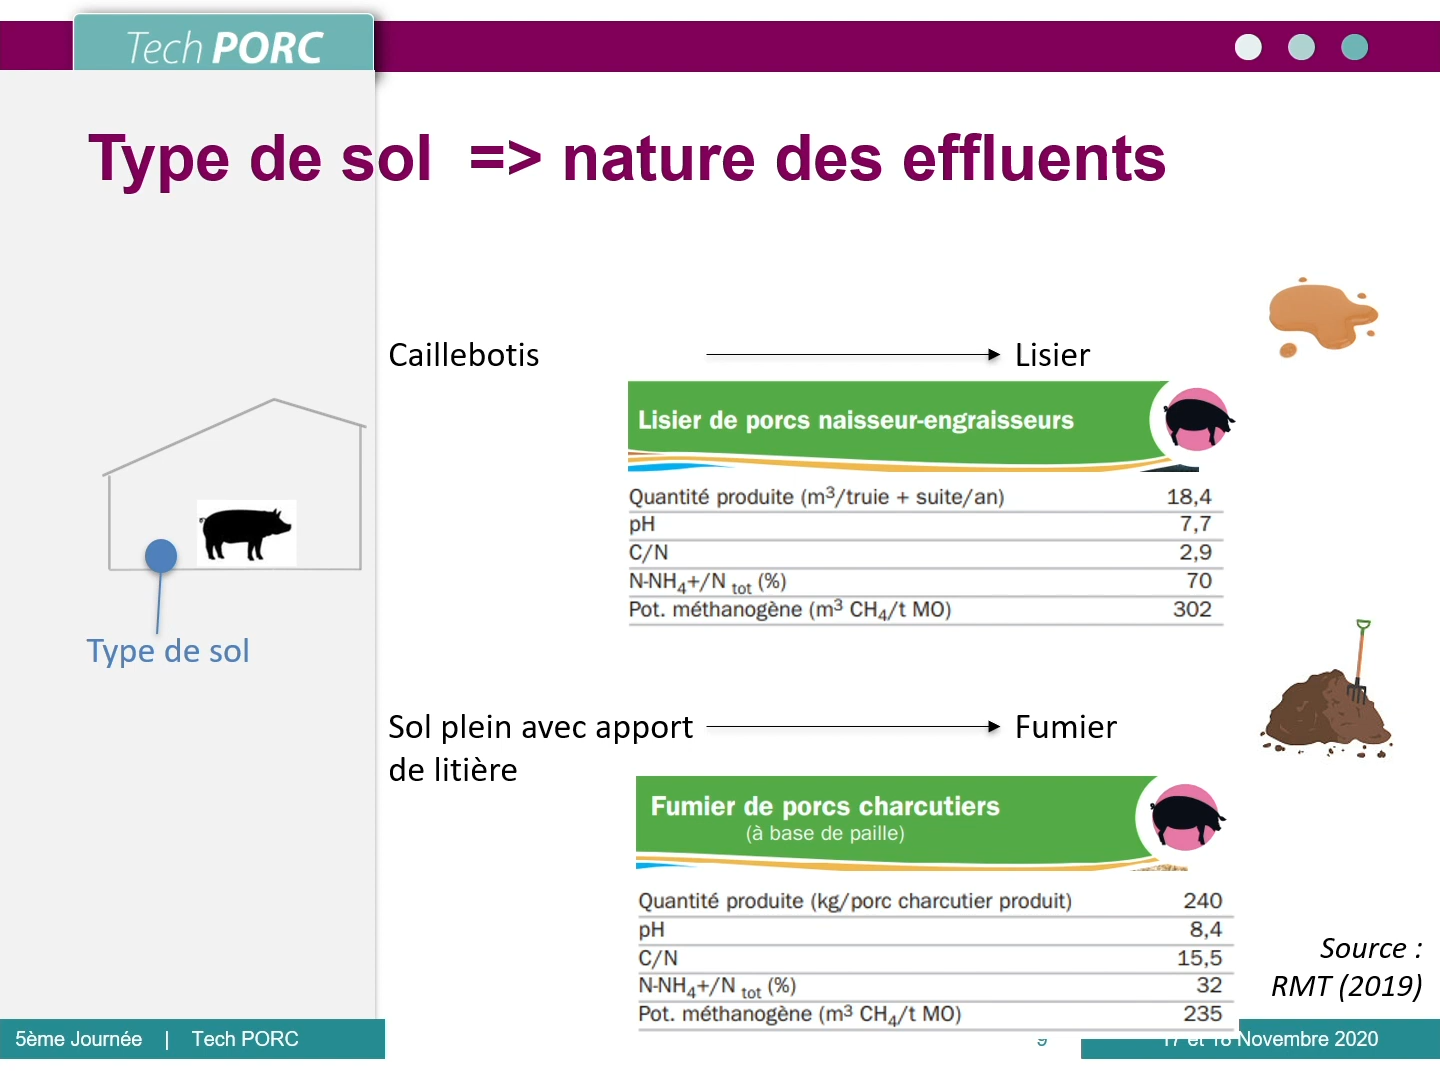 Tech PORC
Type de sol => nature des effluents
Caillebotis
Lisier
Lisier de porcs naisseur-engraisseurs
Quantité produite (m³/truie + suite/an) 18,4
pH 7,7
C/N 2,9
N-NH₄+/N tot (%) 70
Pot. méthanogène (m³ CH₄/t MO) 302
Type de sol
Sol plein avec apport
de litière
Fumier
Fumier de porcs charcutiers
(à base de paille)
Quantité produite (kg/porc charcutier produit) 240
pH 8,4
C/N 15,5
N-NH₄+/N tot (%) 32
Pot. méthanogène (m³ CH₄/t MO) 235
Source :
RMT (2019)
5ème Journée | Tech PORC
9
17 et 18 Novembre 2020